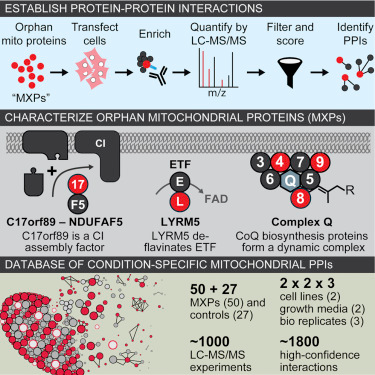 ESTABLISH PROTEIN-PROTEIN INTERACTIONS
Orphan
mito proteins
"MXPs"
Transfect
cells
Enrich
Quantify by
LC-MS/MS
m/z
Filter and
score
Identify
PPIs
CHARACTERIZE ORPHAN MITOCHONDRIAL PROTEINS (MXPs)
CI
+
17
F5
C17orf89 – NDUFAF5
C17orf89 is a CI
assembly factor
ETF
E
L
FAD
LYRM5
LYRM5 de-
flavinates ETF
3
4
7
9
6
Q
5
8
R
Complex Q
CoQ biosynthesis proteins
form a dynamic complex
DATABASE OF CONDITION-SPECIFIC MITOCHONDRIAL PPIs
50 + 27
MXPs (50) and
controls (27)
2 x 2 x 3
cell lines (2)
growth media (2)
bio replicates (3)
~1000
LC-MS/MS
experiments
~1800
high-confidence
interactions